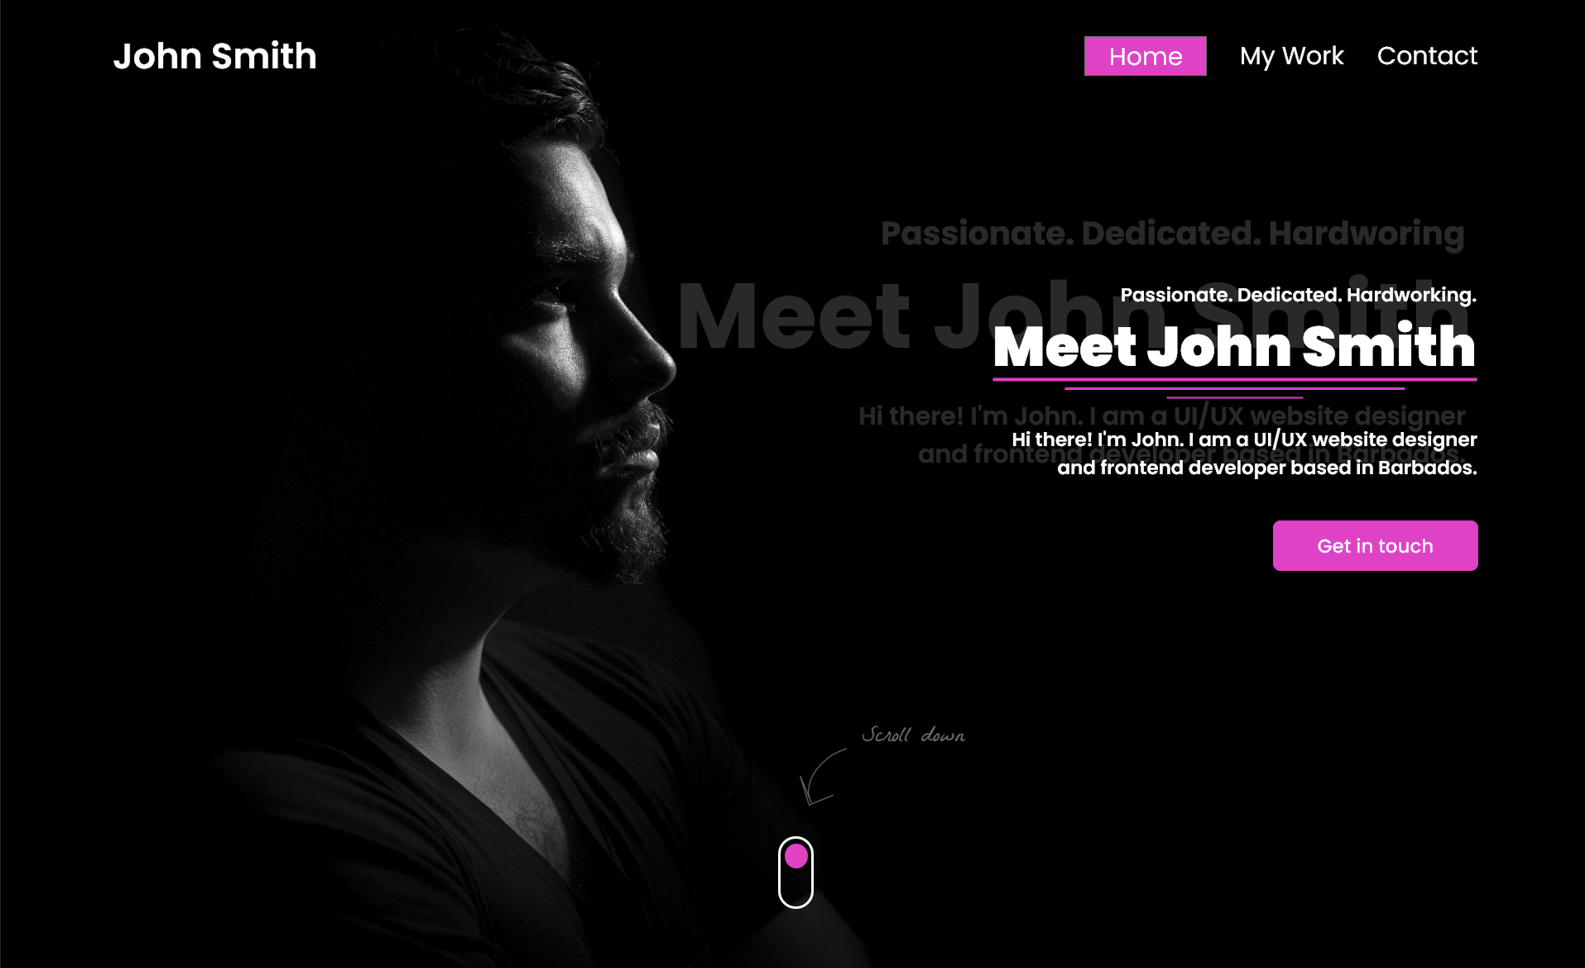 John Smith
Home
My Work
Contact
Passionate. Dedicated. Hardworing
Meet John Smith
Passionate. Dedicated. Hardworking.
Meet John Smith
Hi there! I'm John. I am a UI/UX website designer
and frontend developer based in Barbados.
Hi there! I'm John. I am a UI/UX website designer
and frontend developer based in Barbados.
Get in touch
Scroll down